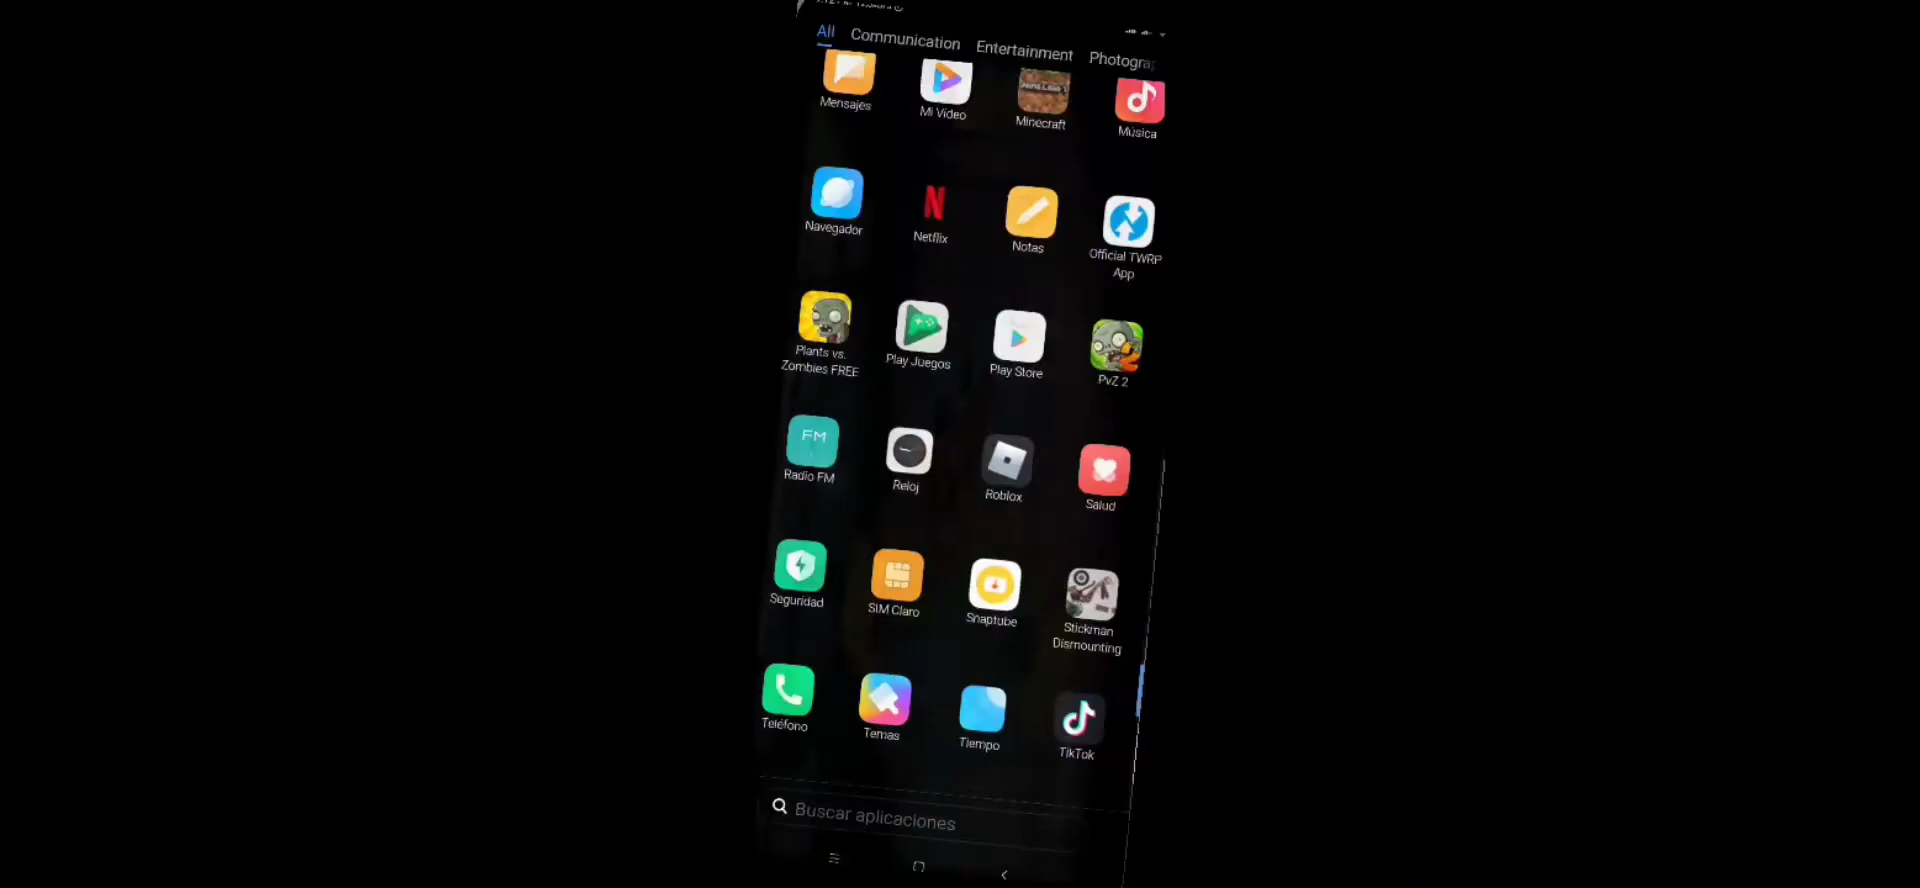 All Communication Entertainment Photogra
Mensajes Mi Video Minecraft Música
Navegador Netflix Notas Official TWRP
App
Plants vs.
Zombies FREE Play Juegos Play Store PvZ 2
FM
Radio FM Reloj Roblox Salud
Seguridad SIM Claro Snaptube Stickman
Dismounting
Teléfono Temas Tiempo TikTok
Buscar aplicaciones